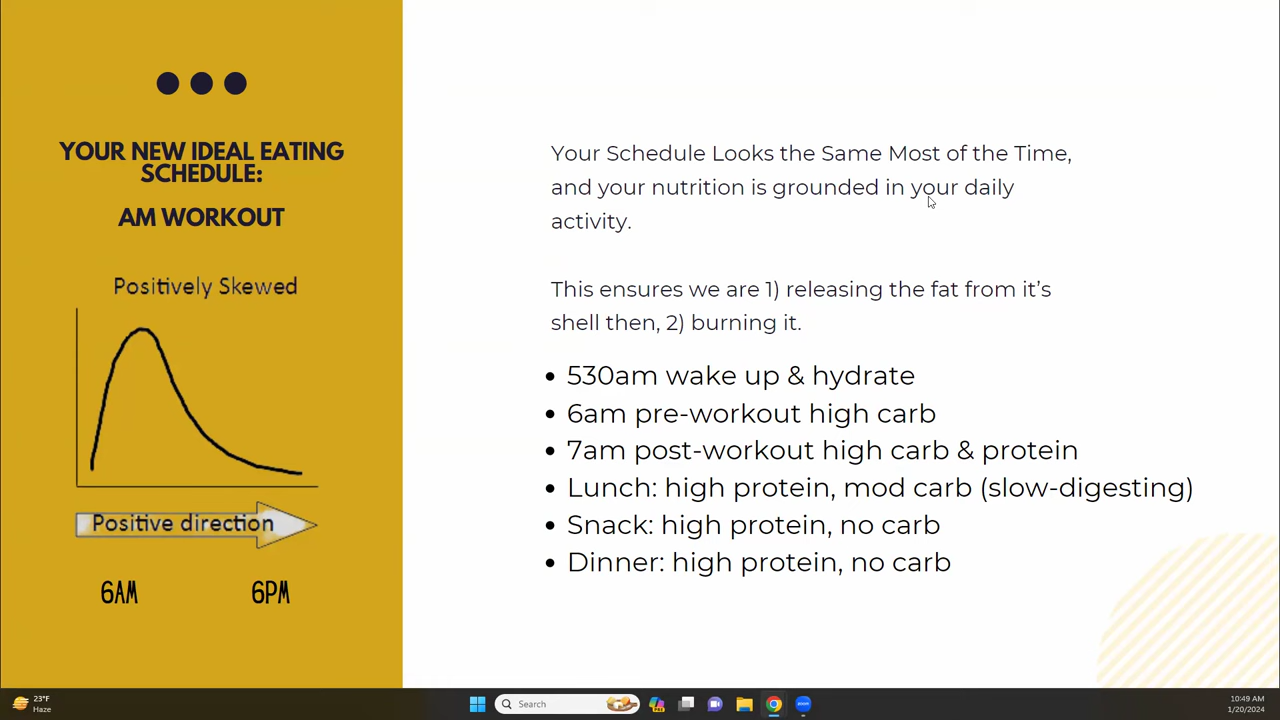 YOUR NEW IDEAL EATING
SCHEDULE:
AM WORKOUT
Positively Skewed
Positive direction
6AM 6PM
Your Schedule Looks the Same Most of the Time,
and your nutrition is grounded in your daily
activity.
This ensures we are 1) releasing the fat from it's
shell then, 2) burning it.
• 530am wake up & hydrate
• 6am pre-workout high carb
• 7am post-workout high carb & protein
• Lunch: high protein, mod carb (slow-digesting)
• Snack: high protein, no carb
• Dinner: high protein, no carb
23°F
Haze
Search
10:49 AM
1/20/2024